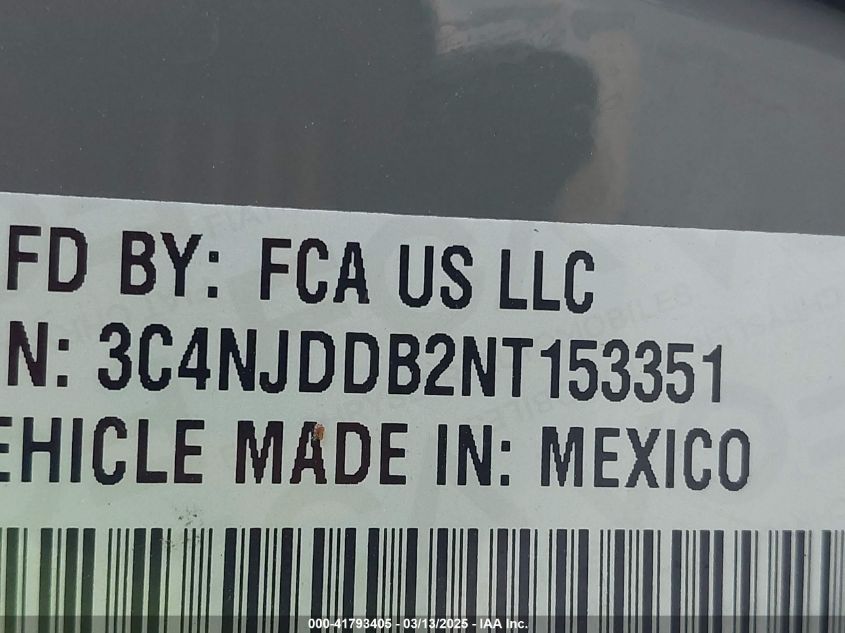 FD BY: FCA US LLC
N: 3C4NJDDB2NT153351
EHICLE MADE IN: MEXICO
000-41793405 - 03/13/2025 - IAA Inc.